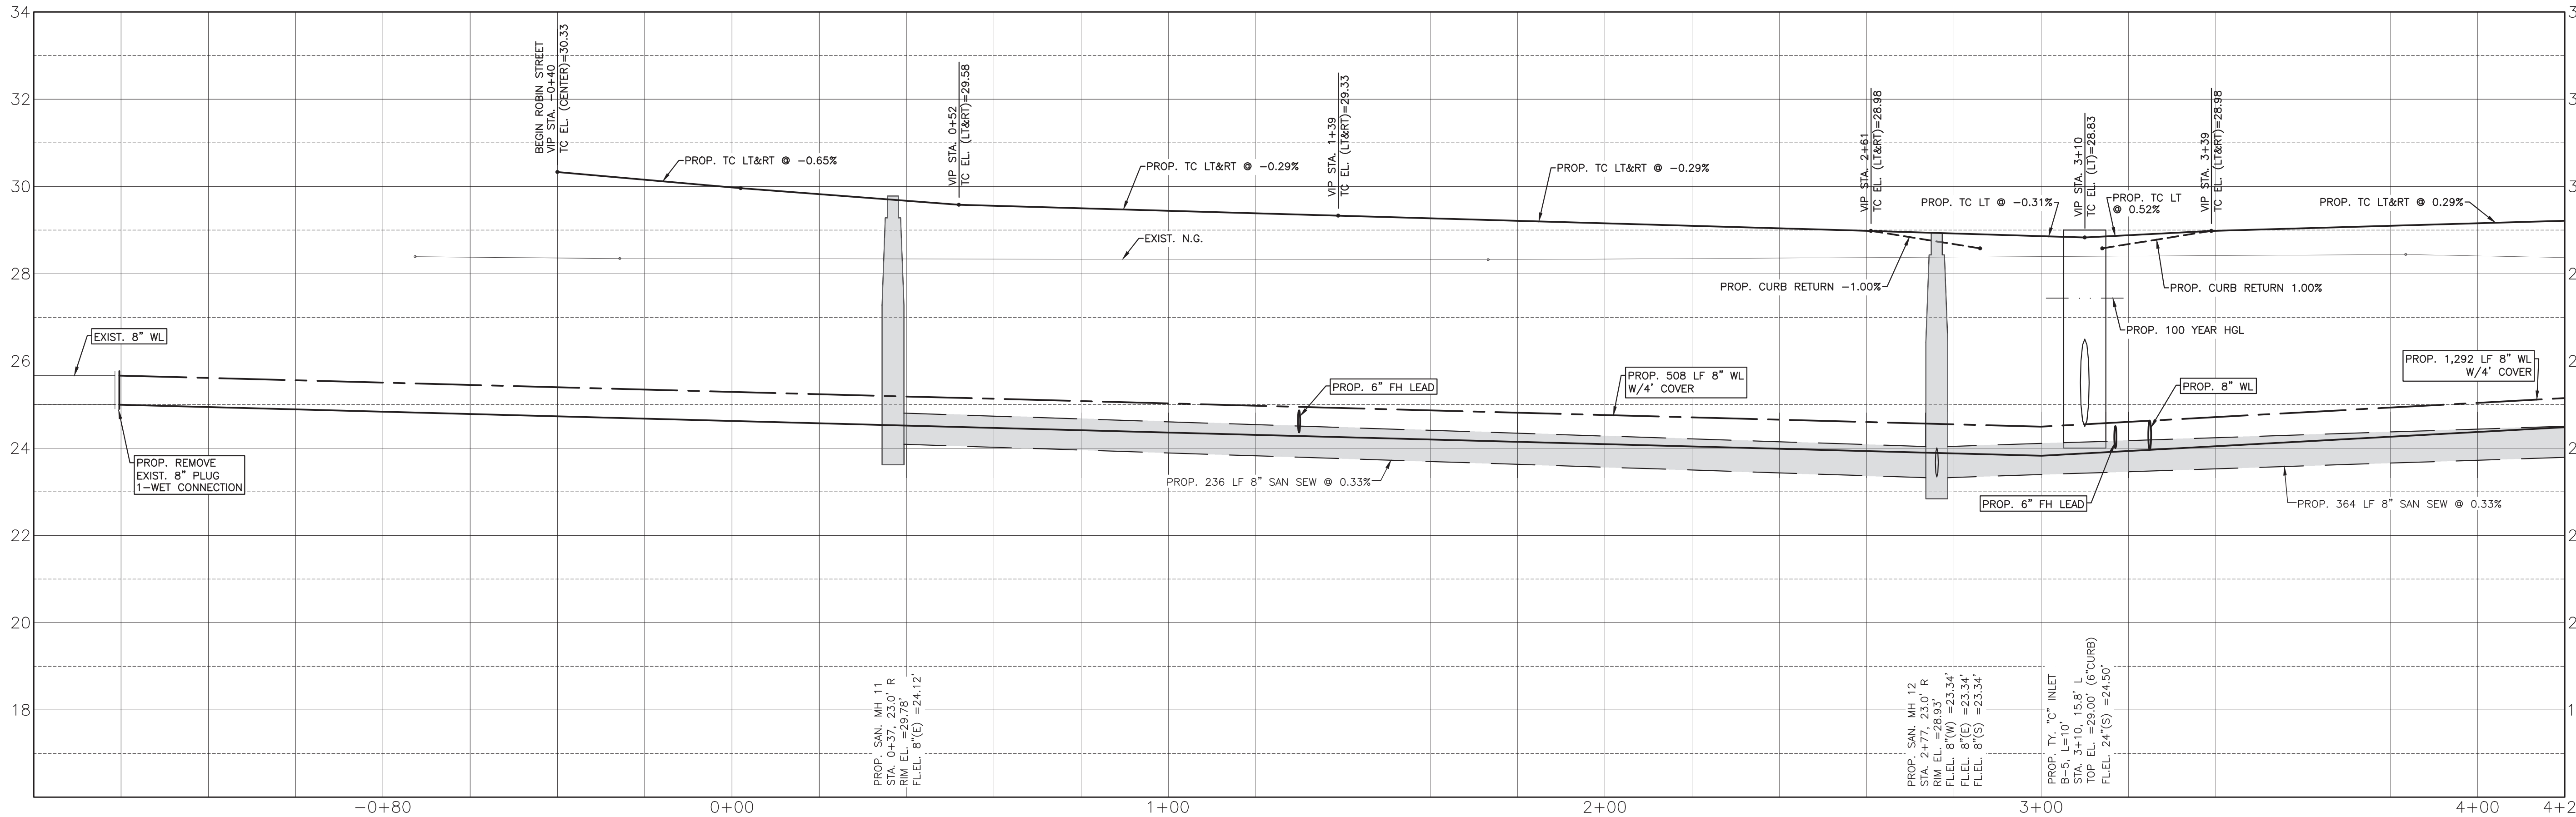 34
32
30
28
26
24
22
20
18
BEGIN ROBIN STREET
VIP STA. -0+40
TC EL. (CENTER)=30.33
PROP. TC LT&RT @ -0.65%
VIP STA. 0+52
TC EL. (LT&RT)=29.58
PROP. TC LT&RT @ -0.29%
VIP STA. 1+39
TC EL. (LT&RT)=29.33
PROP. TC LT&RT @ -0.29%
VIP STA. 2+61
TC EL. (LT&RT)=28.98
PROP. TC LT @ -0.31%
VIP STA. 3+10
TC EL. (LT)=28.83
PROP. TC LT
@ 0.52%
VIP STA. 3+39
TC EL. (LT&RT)=28.98
PROP. TC LT&RT @ 0.29%
EXIST. N.G.
PROP. CURB RETURN -1.00%
PROP. CURB RETURN 1.00%
PROP. 100 YEAR HGL
EXIST. 8" WL
PROP. 6" FH LEAD
PROP. 508 LF 8" WL
W/4' COVER
PROP. 8" WL
PROP. 1,292 LF 8" WL
W/4' COVER
PROP. REMOVE
EXIST. 8" PLUG
1-WET CONNECTION
PROP. 236 LF 8" SAN SEW @ 0.33%
PROP. 6" FH LEAD
PROP. 364 LF 8" SAN SEW @ 0.33%
PROP. SAN. MH 11
STA. 0+37, 23.0' R
RIM EL. =29.78'
FL.EL. 8"(E) =24.12'
PROP. SAN. MH 12
STA. 2+77, 23.0' R
RIM EL. =28.93'
FL.EL. 8"(W) =23.34'
FL.EL. 8"(E) =23.34'
FL.EL. 8"(S) =23.34'
PROP. TY. "C" INLET
B-5, L=10'
STA. 3+10, 15.8' L
TOP EL. =29.00' (6"CURB)
FL.EL. 24"(S) =24.50'
-0+80
0+00
1+00
2+00
3+00
4+00
4+2